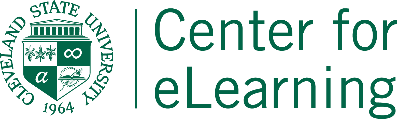 CLEVELAND STATE UNIVERSITY
∞
α
1964
Center for
eLearning